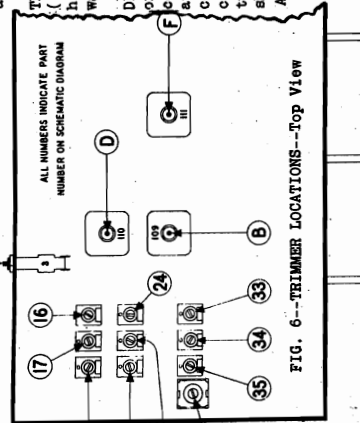 ALL NUMBERS INDICATE PART
NUMBER ON SCHEMATIC DIAGRAM
F
D
111
3
110
109
B
16
17
24
33
34
35
FIG. 6--TRIMMER LOCATIONS--Top View